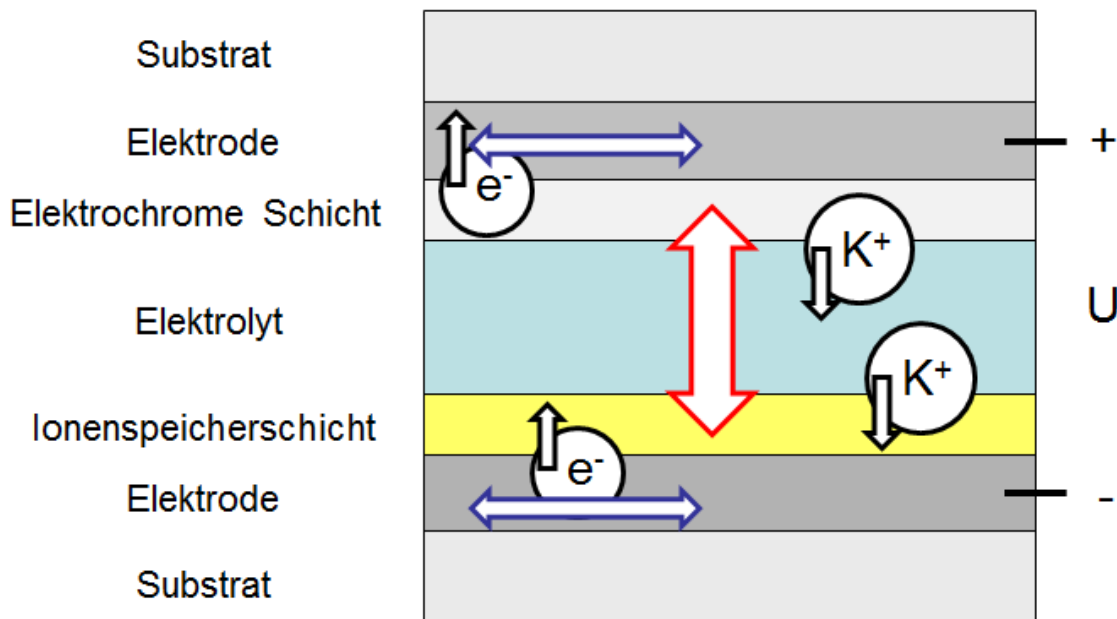 Substrat
Elektrode
+
e⁻
Elektrochrome Schicht
K⁺
Elektrolyt
U
K⁺
Ionenspeicherschicht
e⁻
Elektrode
-
Substrat